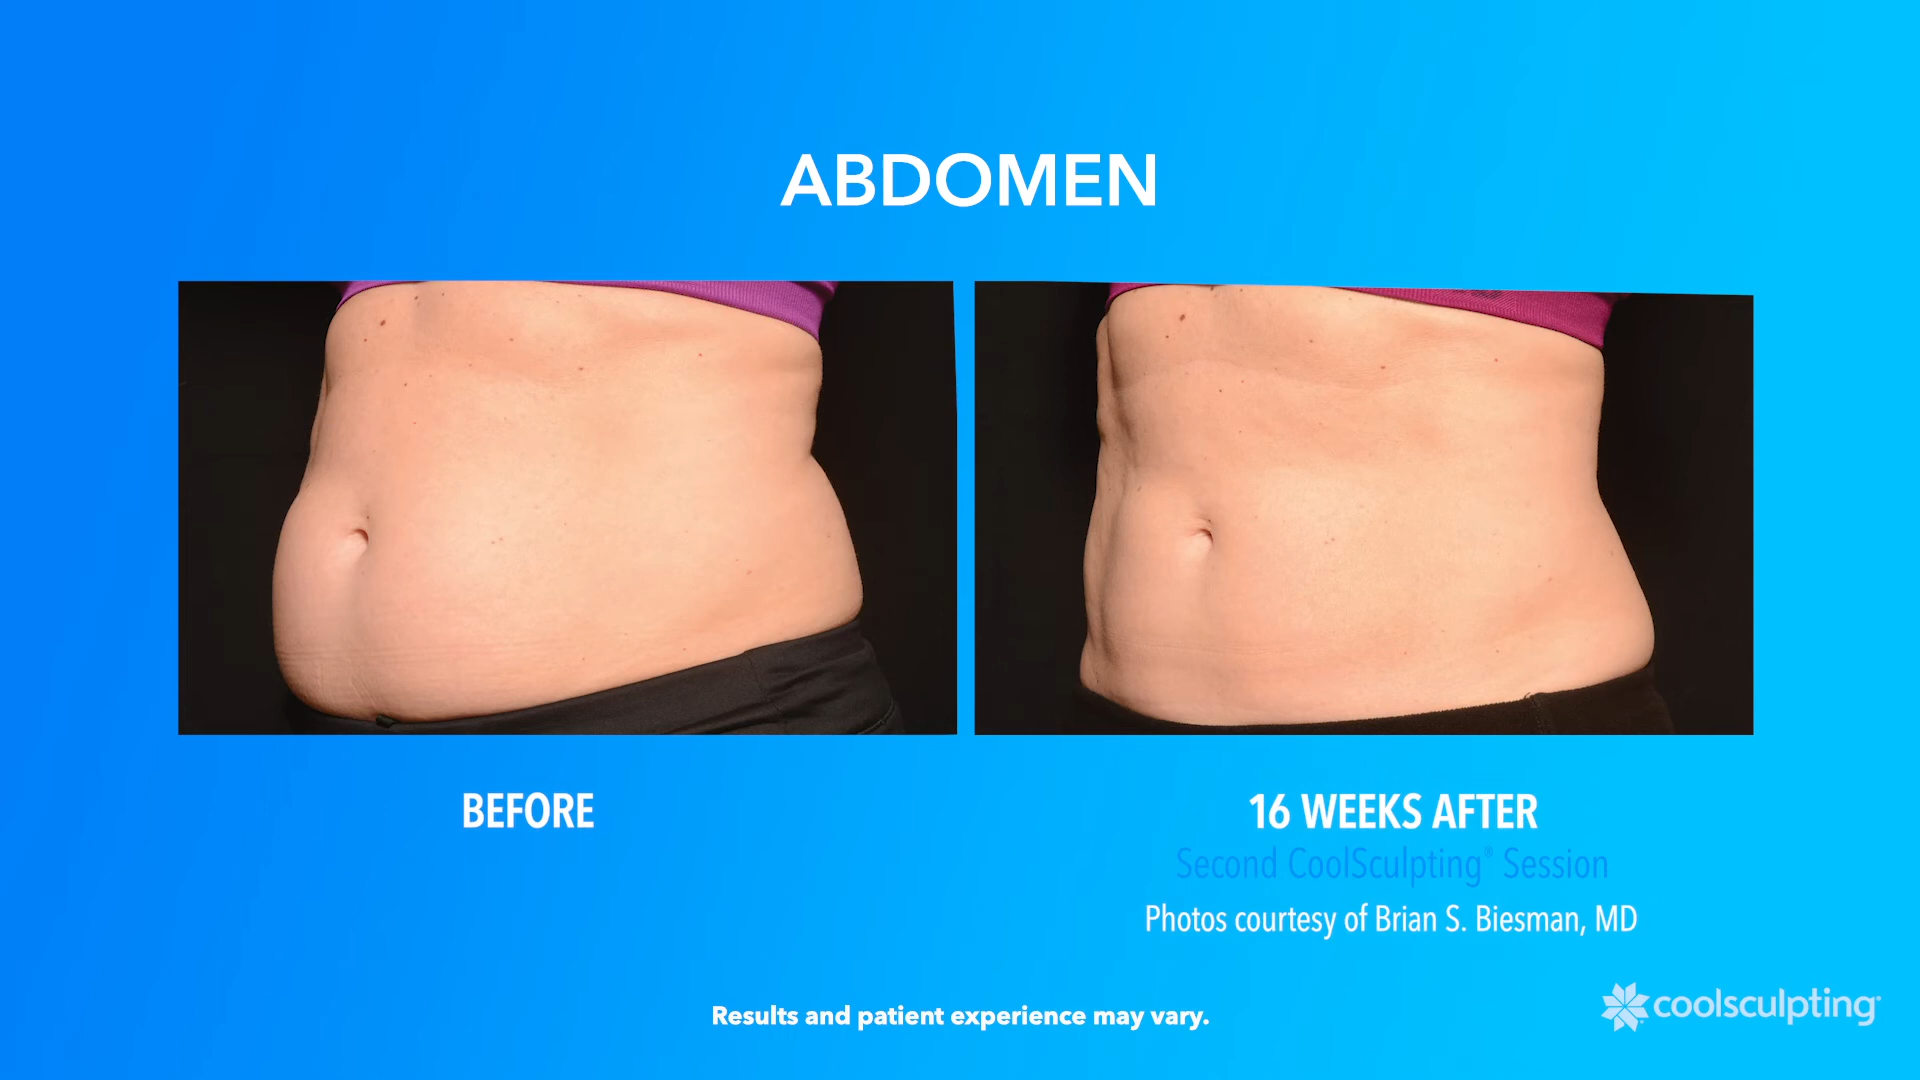 ABDOMEN
BEFORE
16 WEEKS AFTER
Second CoolSculpting® Session
Photos courtesy of Brian S. Biesman, MD
Results and patient experience may vary.
coolsculpting®